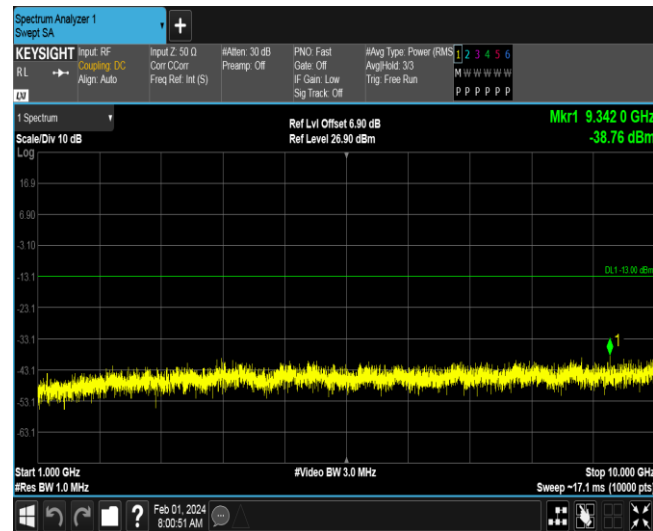 Spectrum Analyzer 1
Swept SA
+
KEYSIGHT Input: RF Input Z: 50 Ω #Atten: 30 dB PNO: Fast #Avg Type: Power (RMS 1 2 3 4 5 6
RL Coupling: DC Corr CCorr Preamp: Off Gate: Off Avg|Hold: 3/3 M W W W W W
Align: Auto Freq Ref: Int (S) IF Gain: Low Trig: Free Run
Sig Track: Off P P P P P P
LXI
1 Spectrum Ref Lvl Offset 6.90 dB Mkr1 9.342 0 GHz
Scale/Div 10 dB Ref Level 26.90 dBm -38.76 dBm
Log
16.9
6.90
-3.10
DL1 -13.00 dBm
-13.1
-23.1
-33.1
1
-43.1
-53.1
-63.1
Start 1.000 GHz #Video BW 3.0 MHz Stop 10.000 GHz
#Res BW 1.0 MHz Sweep ~17.1 ms (10000 pts)
? Feb 01, 2024
8:00:51 AM